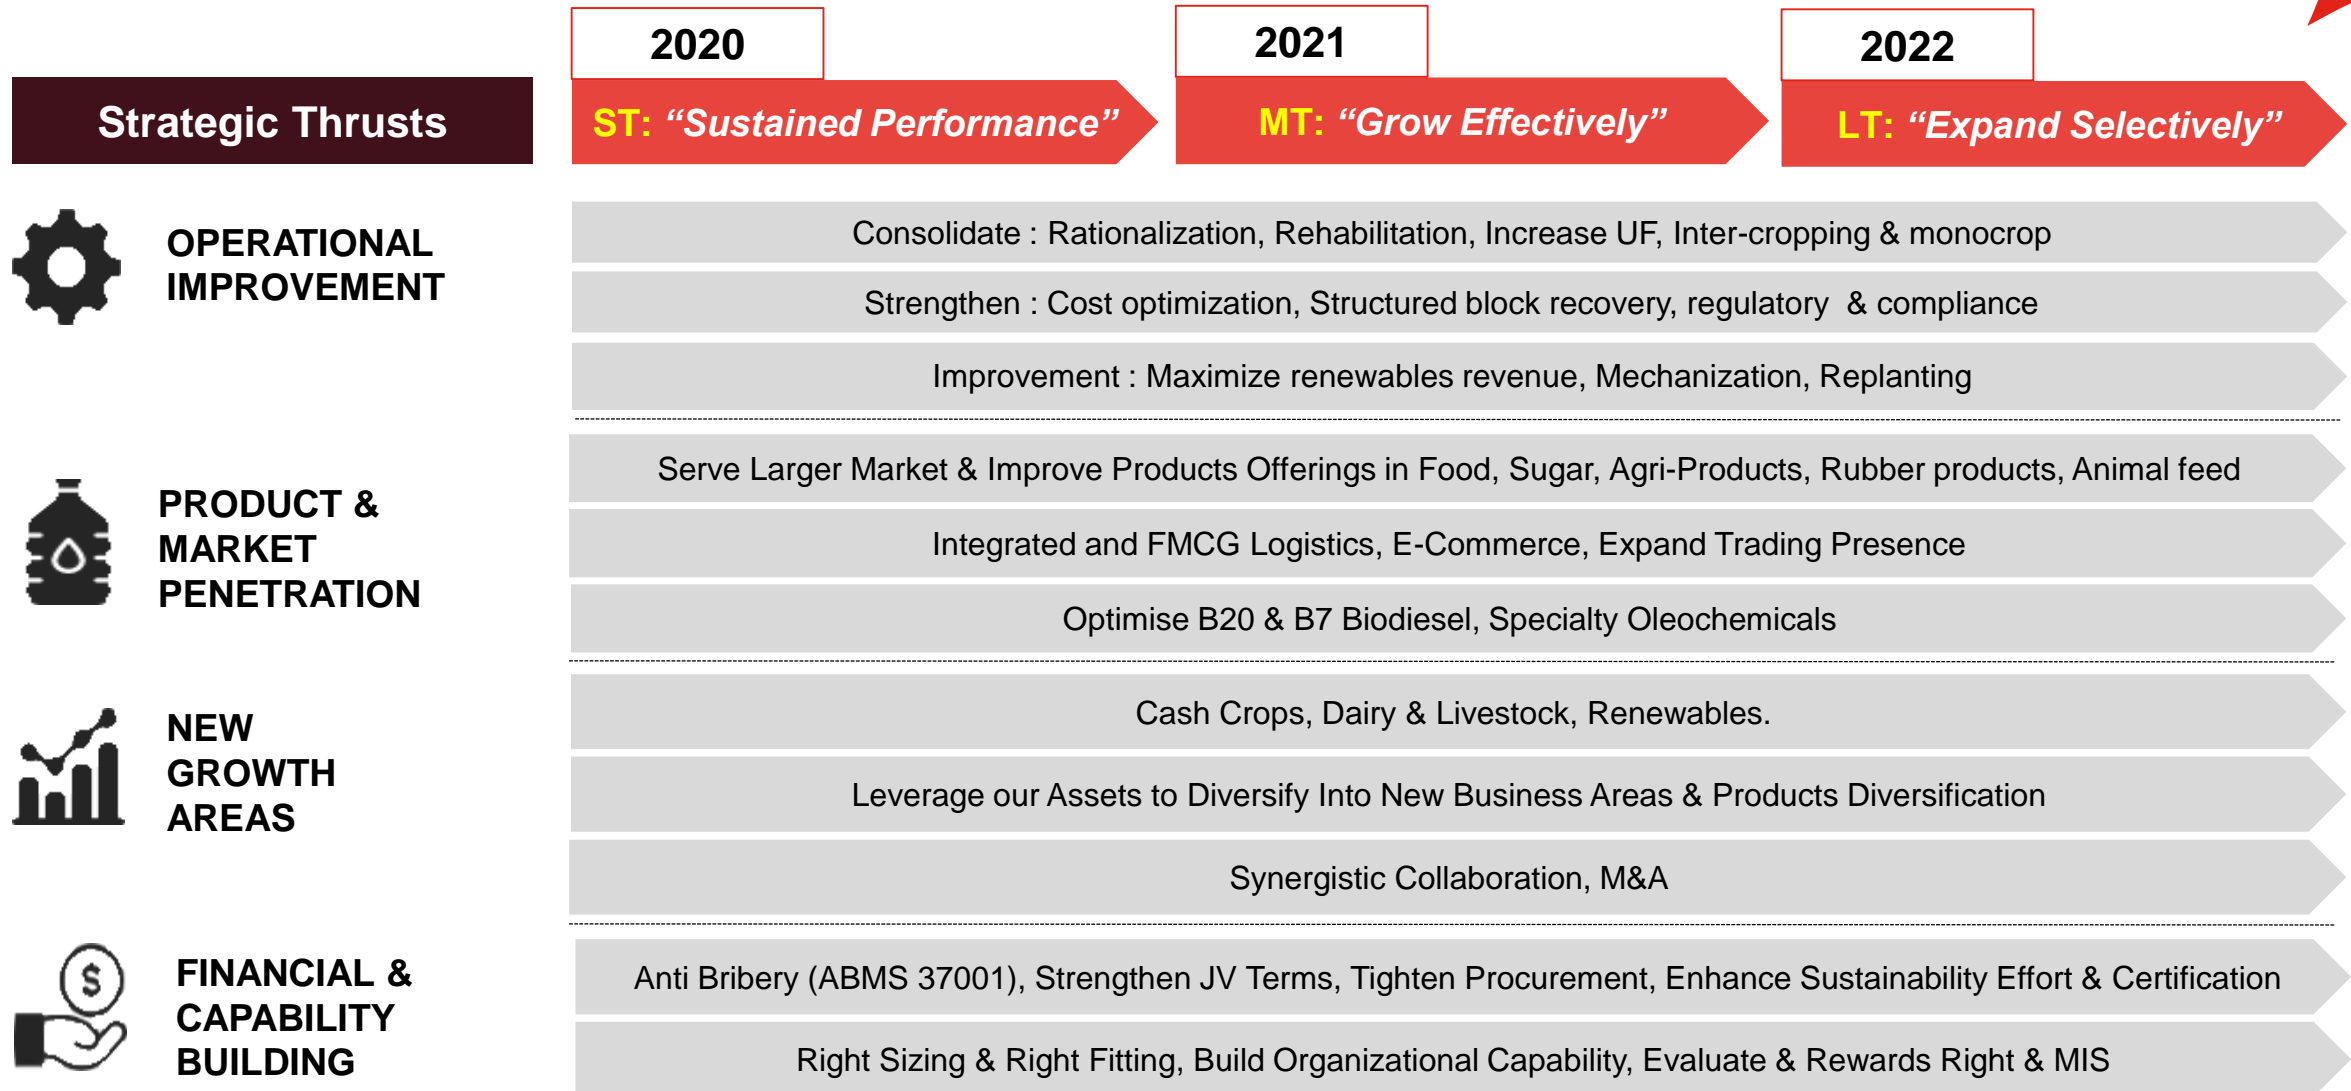 2020
2021
2022
Strategic Thrusts
ST: “Sustained Performance”
MT: “Grow Effectively”
LT: “Expand Selectively”
OPERATIONAL
IMPROVEMENT
Consolidate : Rationalization, Rehabilitation, Increase UF, Inter-cropping & monocrop
Strengthen : Cost optimization, Structured block recovery, regulatory & compliance
Improvement : Maximize renewables revenue, Mechanization, Replanting
PRODUCT &
MARKET
PENETRATION
Serve Larger Market & Improve Products Offerings in Food, Sugar, Agri-Products, Rubber products, Animal feed
Integrated and FMCG Logistics, E-Commerce, Expand Trading Presence
Optimise B20 & B7 Biodiesel, Specialty Oleochemicals
NEW
GROWTH
AREAS
Cash Crops, Dairy & Livestock, Renewables.
Leverage our Assets to Diversify Into New Business Areas & Products Diversification
Synergistic Collaboration, M&A
$
FINANCIAL &
CAPABILITY
BUILDING
Anti Bribery (ABMS 37001), Strengthen JV Terms, Tighten Procurement, Enhance Sustainability Effort & Certification
Right Sizing & Right Fitting, Build Organizational Capability, Evaluate & Rewards Right & MIS